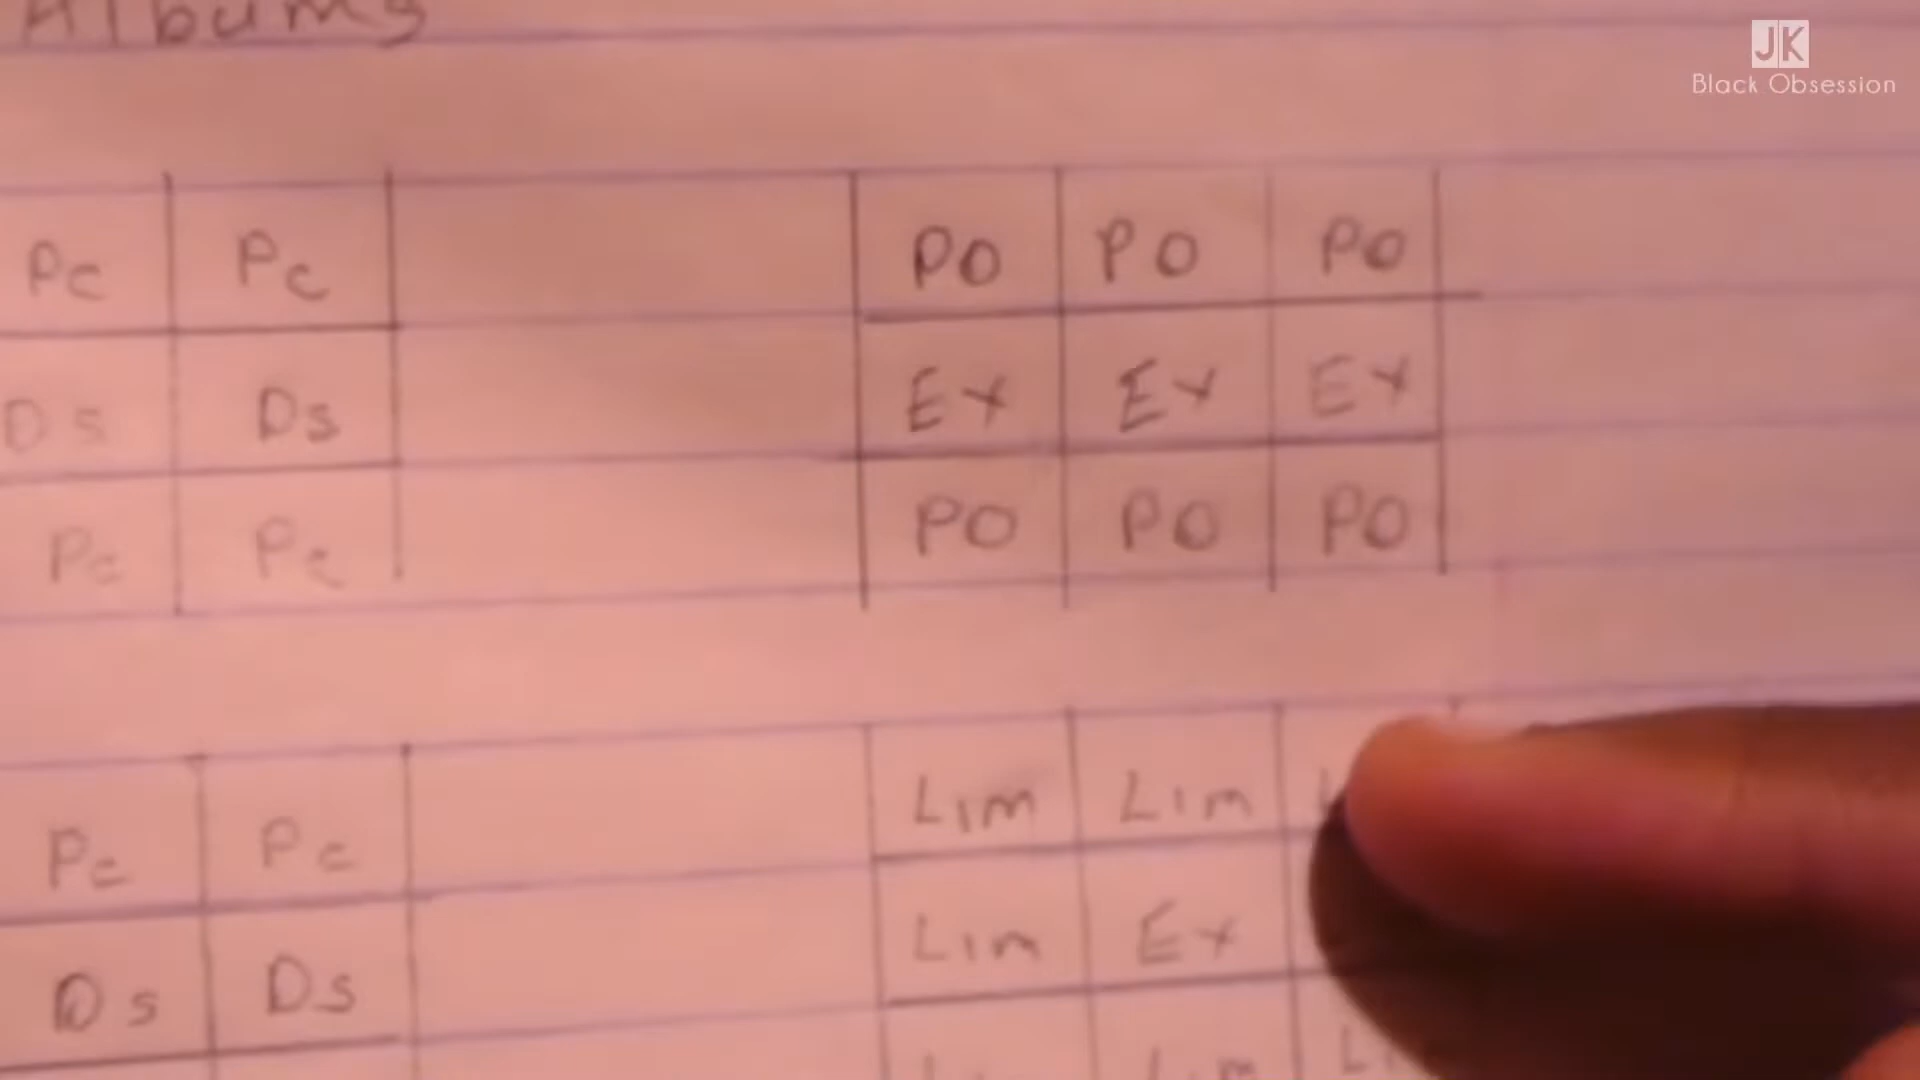 Albums
JK
Black Obsession
Pc Pc
Ds Ds
Pc Pc
PO PO PO
Ex Ex Ex
PO PO PO
Pc Pc
Ds Ds
Lim Lim
Lim Ex